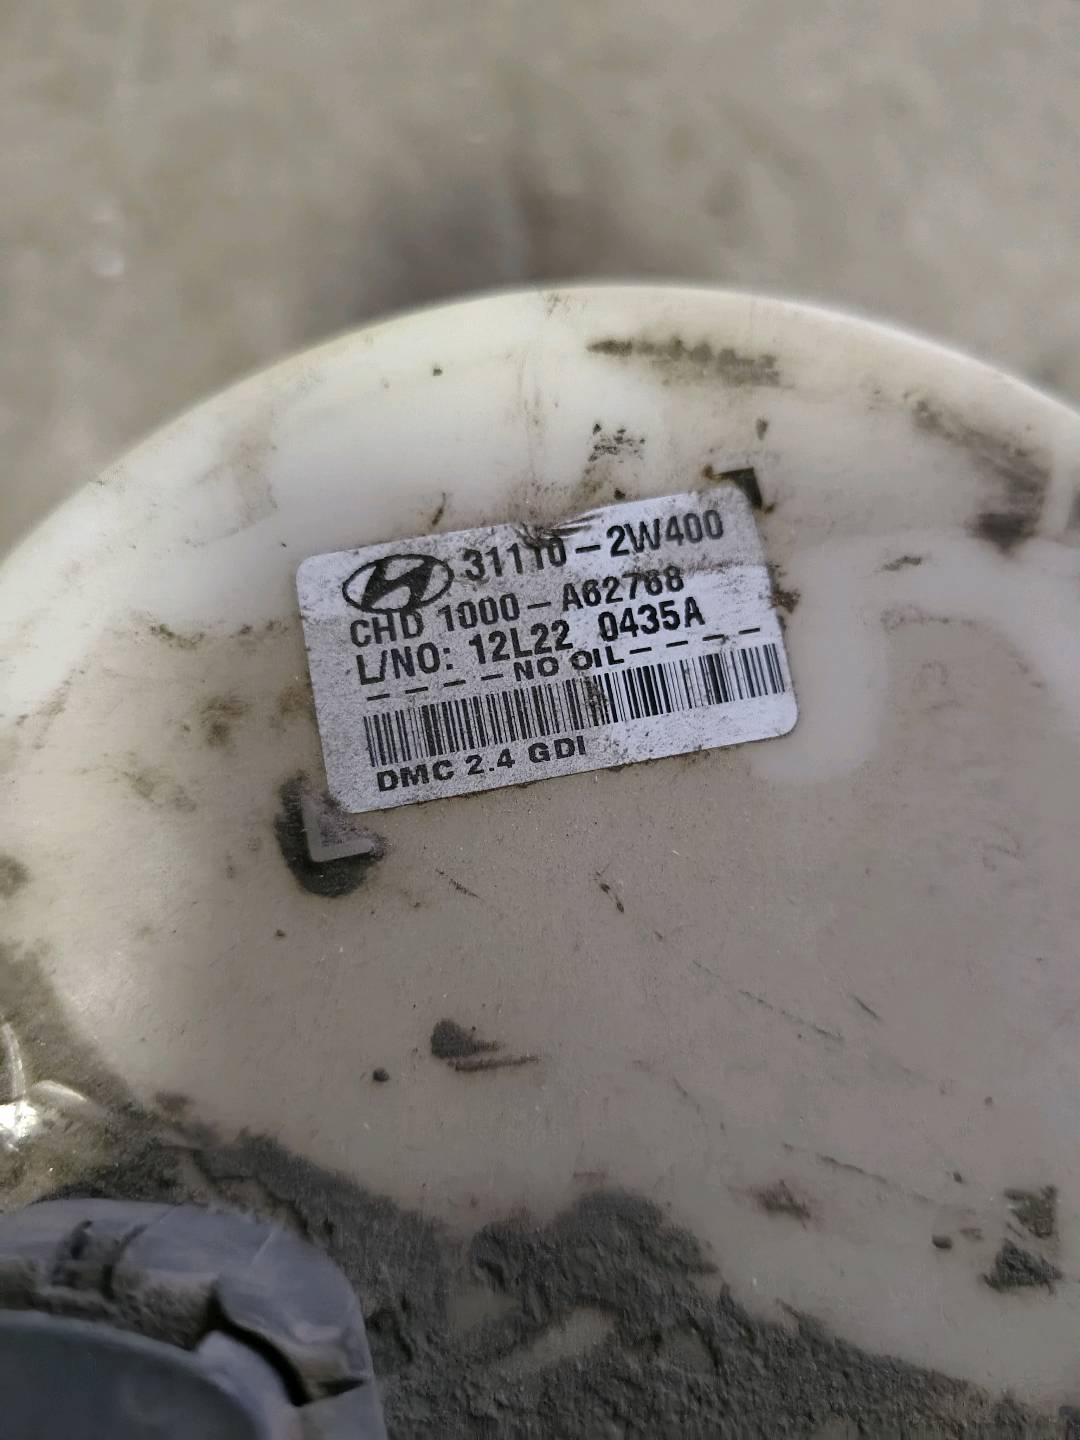 31110-2W400
CHD 1000-A62768
L/NO: 12L22 0435A
----NO OIL----
DMC 2.4 GDI